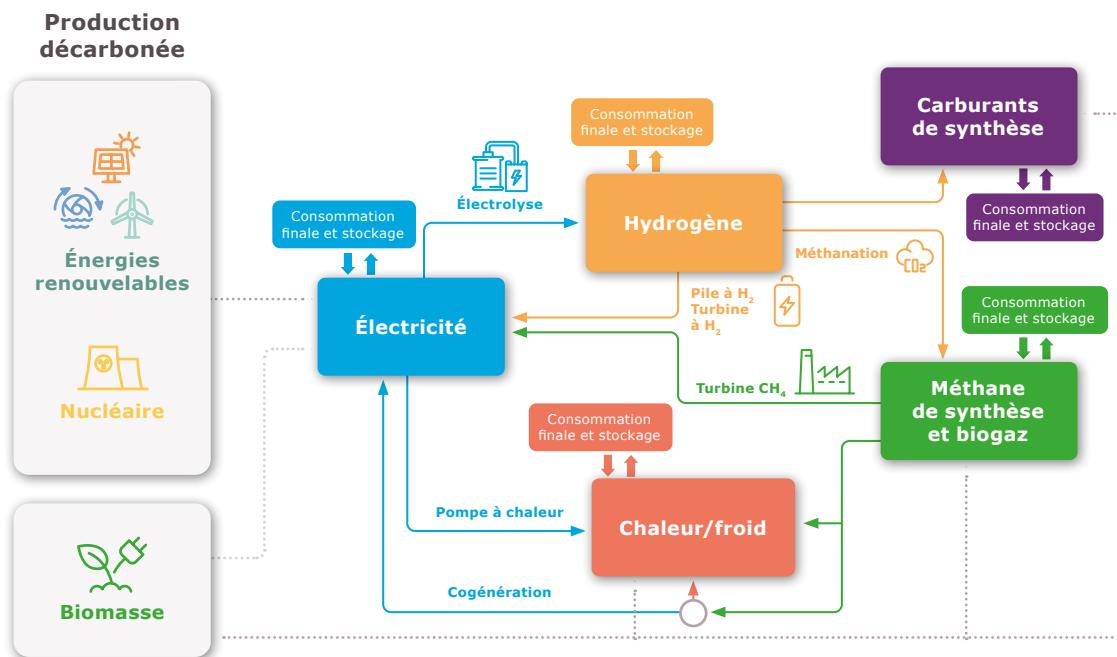 Production
décarbonée
Énergies
renouvelables
Nucléaire
Biomasse
Consommation
finale et stockage
Électricité
Électrolyse
Consommation
finale et stockage
Hydrogène
Pile à H₂
Turbine
à H₂
Méthanation
CO₂
Carburants
de synthèse
Consommation
finale et stockage
Consommation
finale et stockage
Méthane
de synthèse
et biogaz
Turbine CH₄
Consommation
finale et stockage
Chaleur/froid
Pompe à chaleur
Cogénération